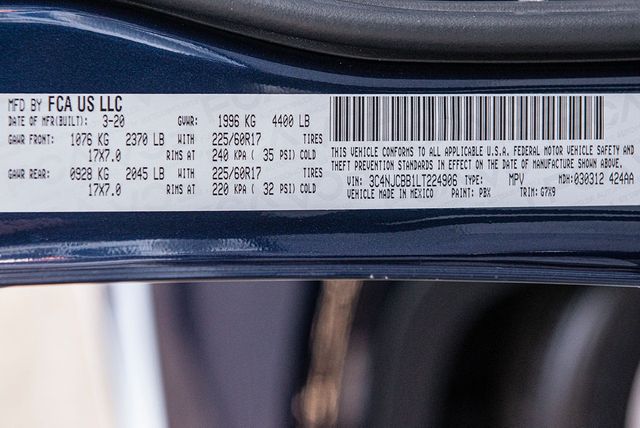 MFD BY FCA US LLC
DATE OF MFR(BUILT): 3-20 GVWR: 1996 KG 4400 LB
GAWR FRONT: 1076 KG 2370 LB WITH 225/60R17 TIRES
17X7.0 RIMS AT 240 KPA ( 35 PSI) COLD
GAWR REAR: 0928 KG 2045 LB WITH 225/60R17 TIRES
17X7.0 RIMS AT 220 KPA ( 32 PSI) COLD
THIS VEHICLE CONFORMS TO ALL APPLICABLE U.S.A. FEDERAL MOTOR VEHICLE SAFETY AND
THEFT PREVENTION STANDARDS IN EFFECT ON THE DATE OF MANUFACTURE SHOWN ABOVE.
VIN: 3C4NJCBB1LT224906 TYPE: MPV MDH:030312 424AA
VEHICLE MADE IN MEXICO PAINT: PBX TRIM: G7X9